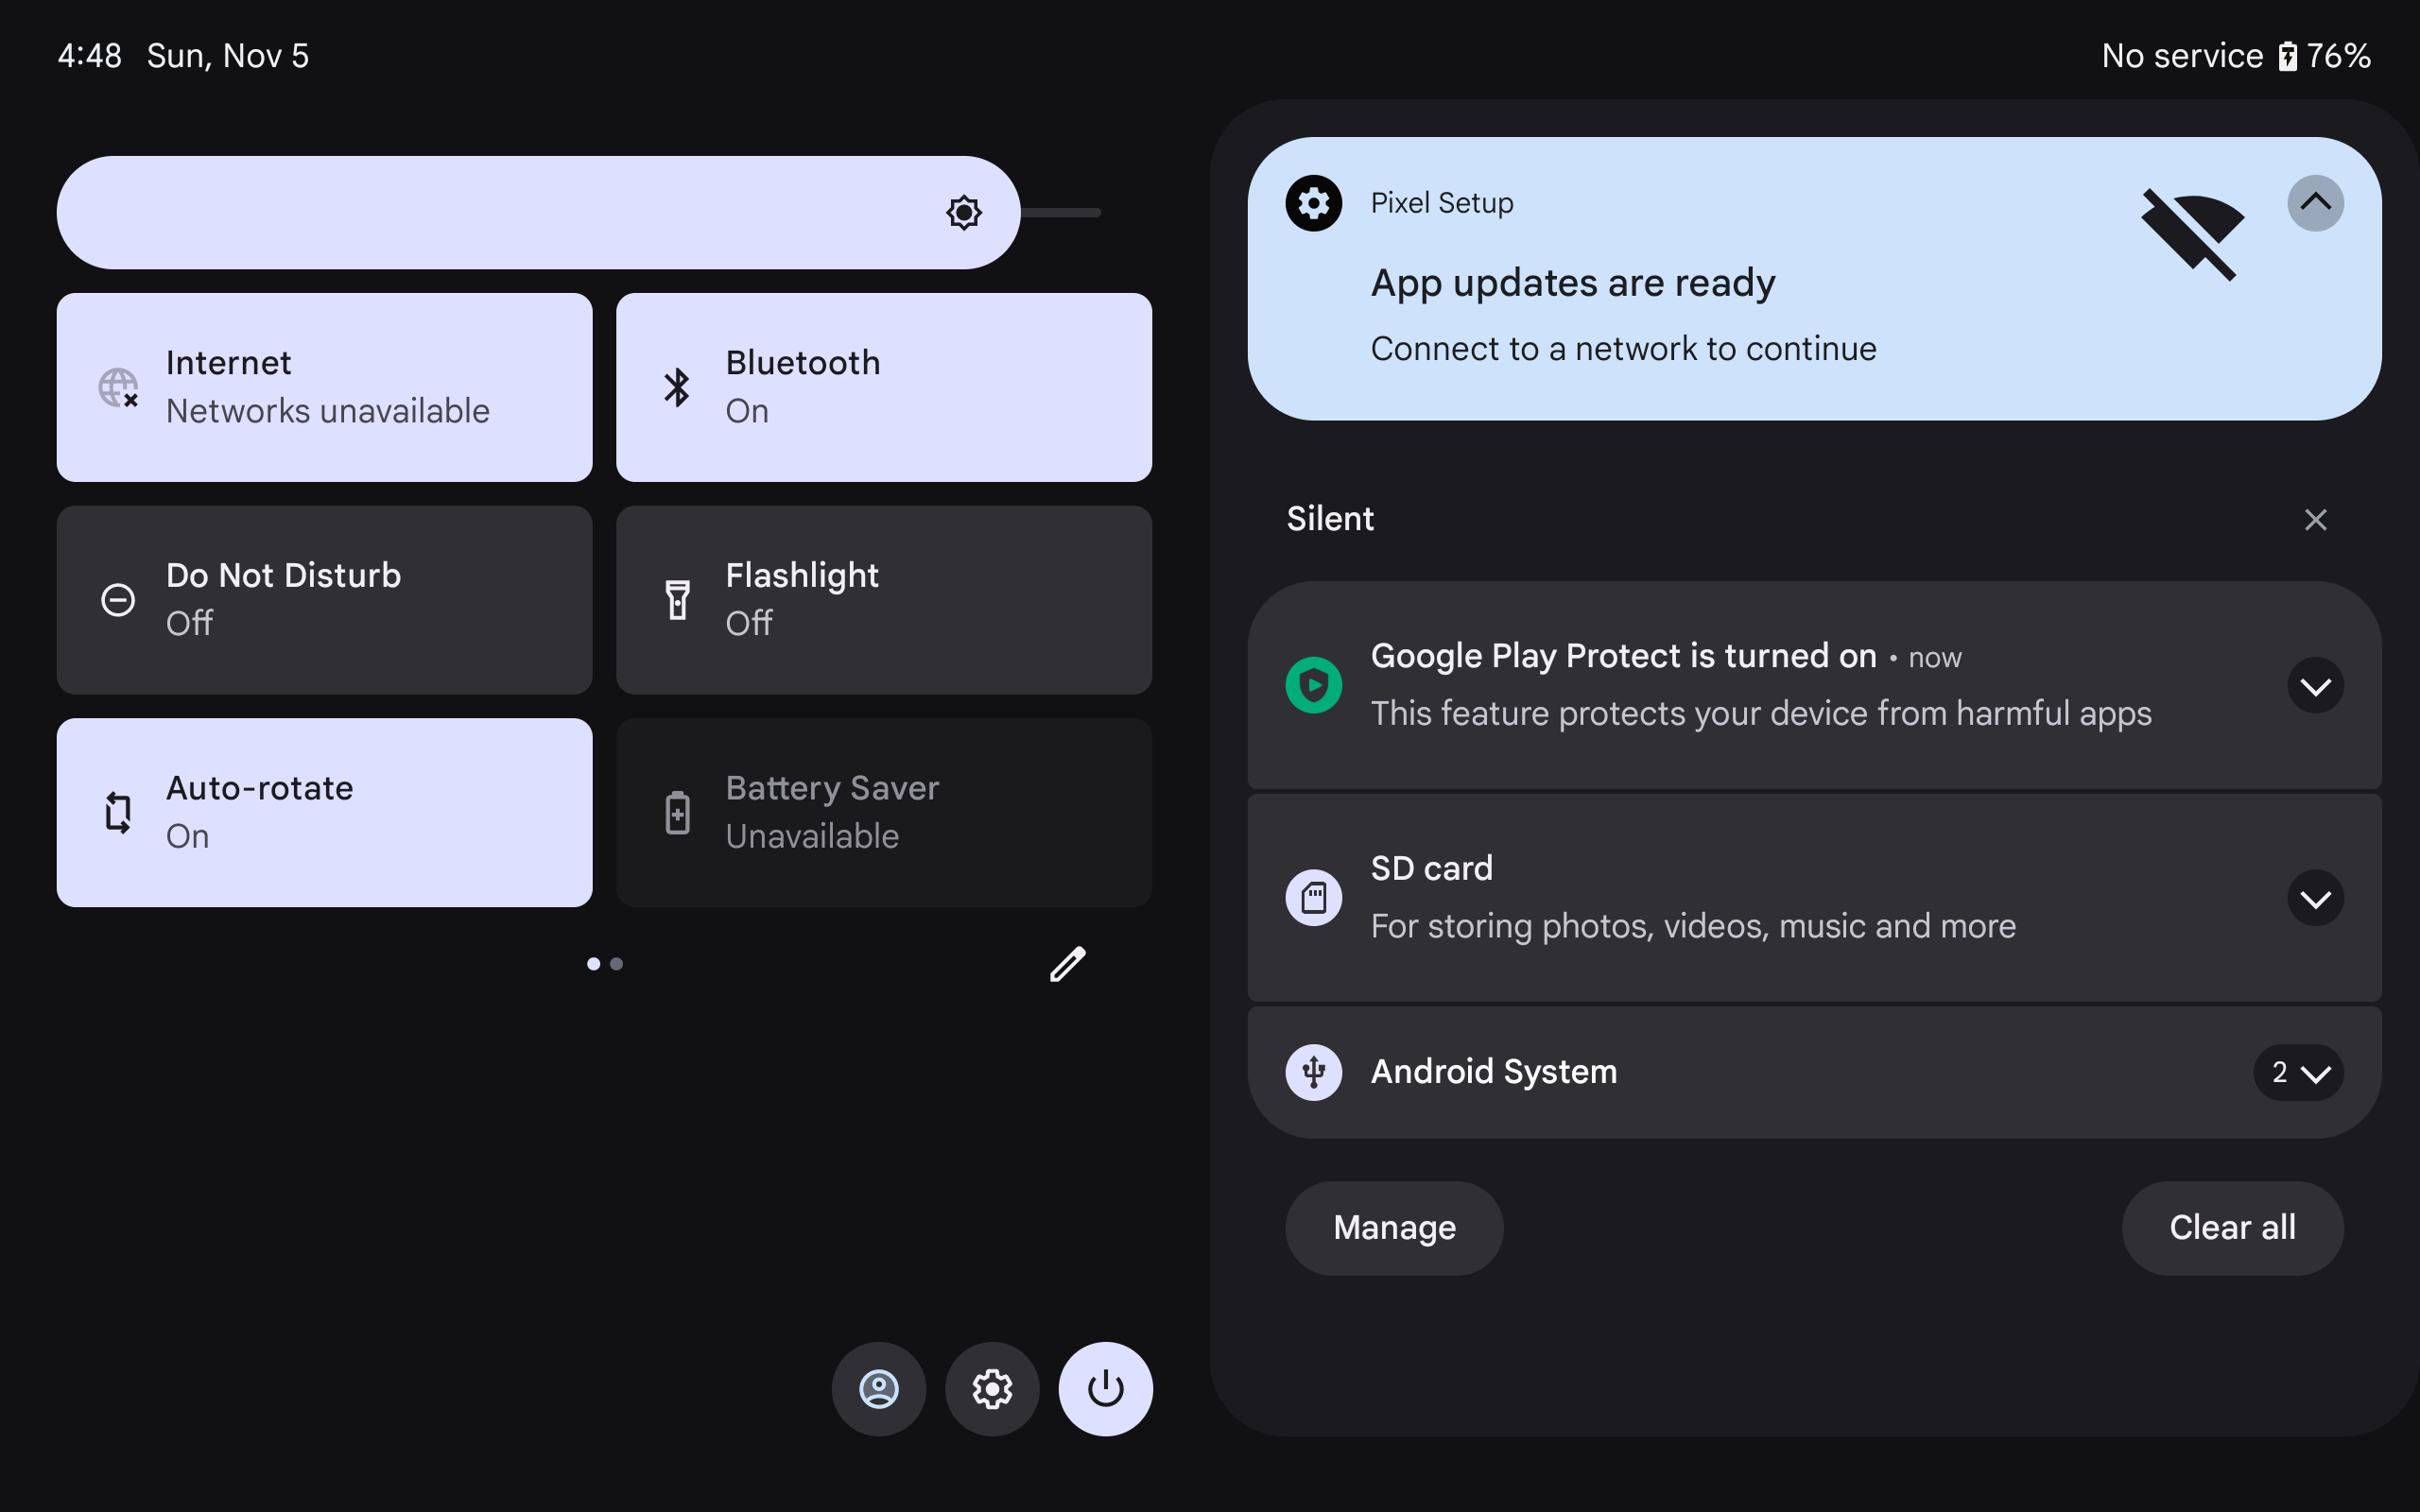 4:48 Sun, Nov 5
No service 76%
Internet
Networks unavailable
Bluetooth
On
Do Not Disturb
Off
Flashlight
Off
Auto-rotate
On
Battery Saver
Unavailable
Pixel Setup
App updates are ready
Connect to a network to continue
Silent
Google Play Protect is turned on • now
This feature protects your device from harmful apps
SD card
For storing photos, videos, music and more
Android System
2
Manage
Clear all